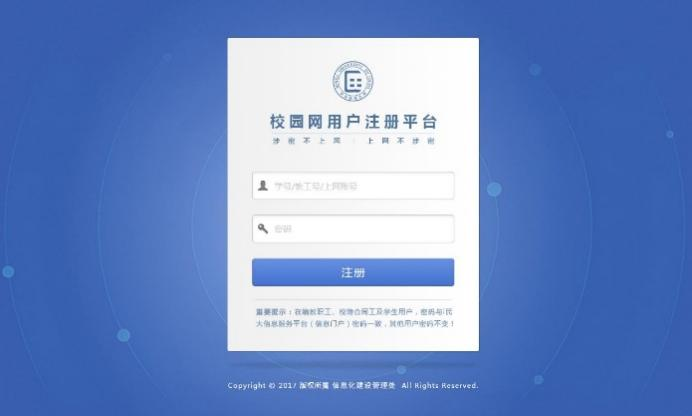 校园网用户注册平台
涉密不上网 | 上网不涉密
学号/教工号/上网账号
密码
注册
重要提示：在编教职工、校聘合同工及学生用户，密码与民
大信息服务平台（信息门户）密码一致，其他用户密码不变！
Copyright © 2017 版权所属 信息化建设管理处 All Rights Reserved.